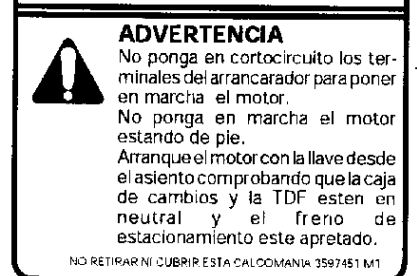 ADVERTENCIA
No ponga en cortocircuito los ter-
minales del arrancarador para poner
en marcha el motor.
No ponga en marcha el motor
estando de pie.
Arranque el motor con la llave desde
el asiento comprobando que la caja
de cambios y la TDF esten en
neutral y el freno de
estacionamiento este apretado.
NO RETIRAR NI CUBRIR ESTA CALCOMANIA 3597451 M1